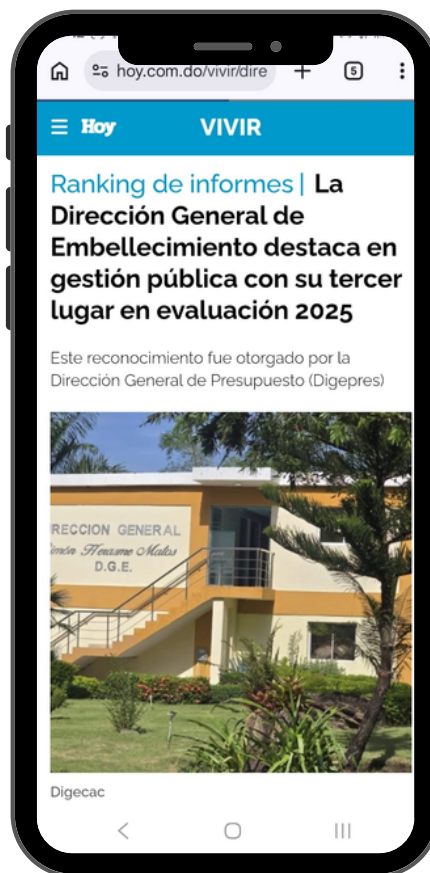 hoy.com.do/vivir/dire
5
Hoy
VIVIR
Ranking de informes | La
Dirección General de
Embellecimiento destaca en
gestión pública con su tercer
lugar en evaluación 2025
Este reconocimiento fue otorgado por la
Dirección General de Presupuesto (Digepres)
RECCION GENERAL
D.G.E.
Digecac